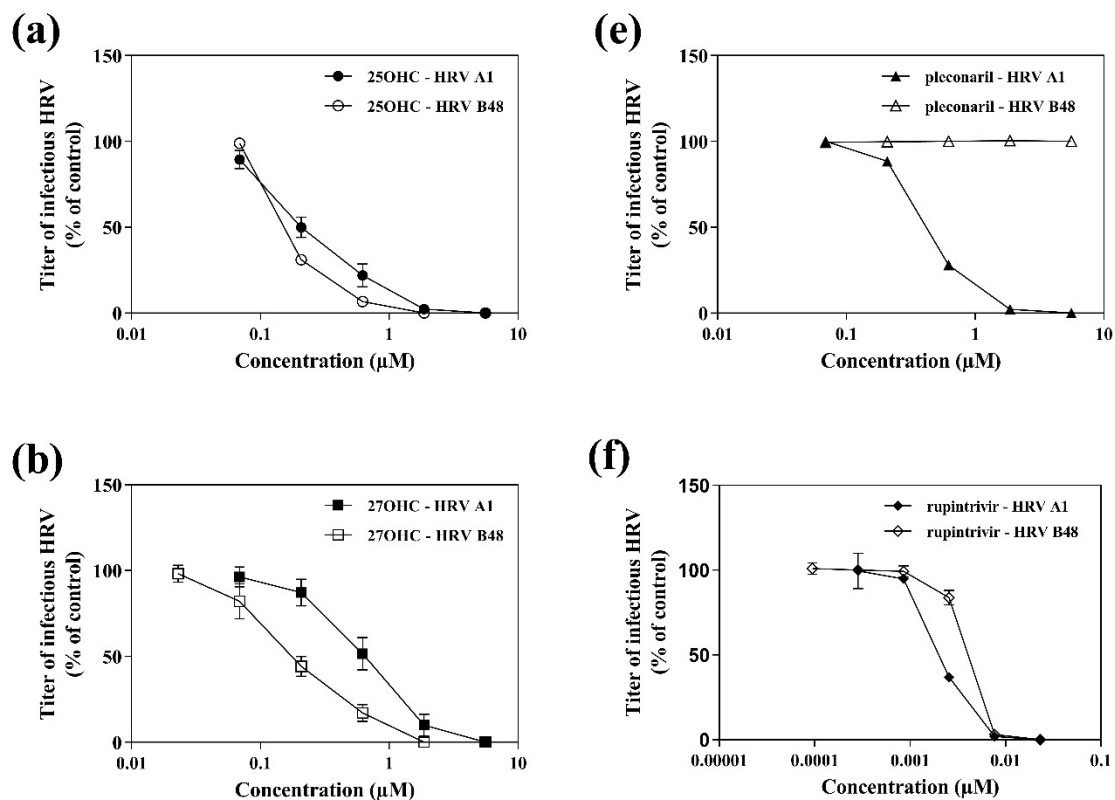 (a)
150
100
50
0
Titer of infectious HRV
(% of control)
25OHC - HRV A1
25OHC - HRV B48
0.01
0.1
1
10
Concentration (µM)
(e)
150
100
50
0
Titer of infectious HRV
(% of control)
pleconaril - HRV A1
pleconaril - HRV B48
0.01
0.1
1
10
Concentration (µM)
(b)
150
100
50
0
Titer of infectious HRV
(% of control)
27OHC - HRV A1
27OHC - HRV B48
0.01
0.1
1
10
Concentration (µM)
(f)
150
100
50
0
Titer of infectious HRV
(% of control)
rupintrivir - HRV A1
rupintrivir - HRV B48
0.00001
0.0001
0.001
0.01
0.1
Concentration (µM)